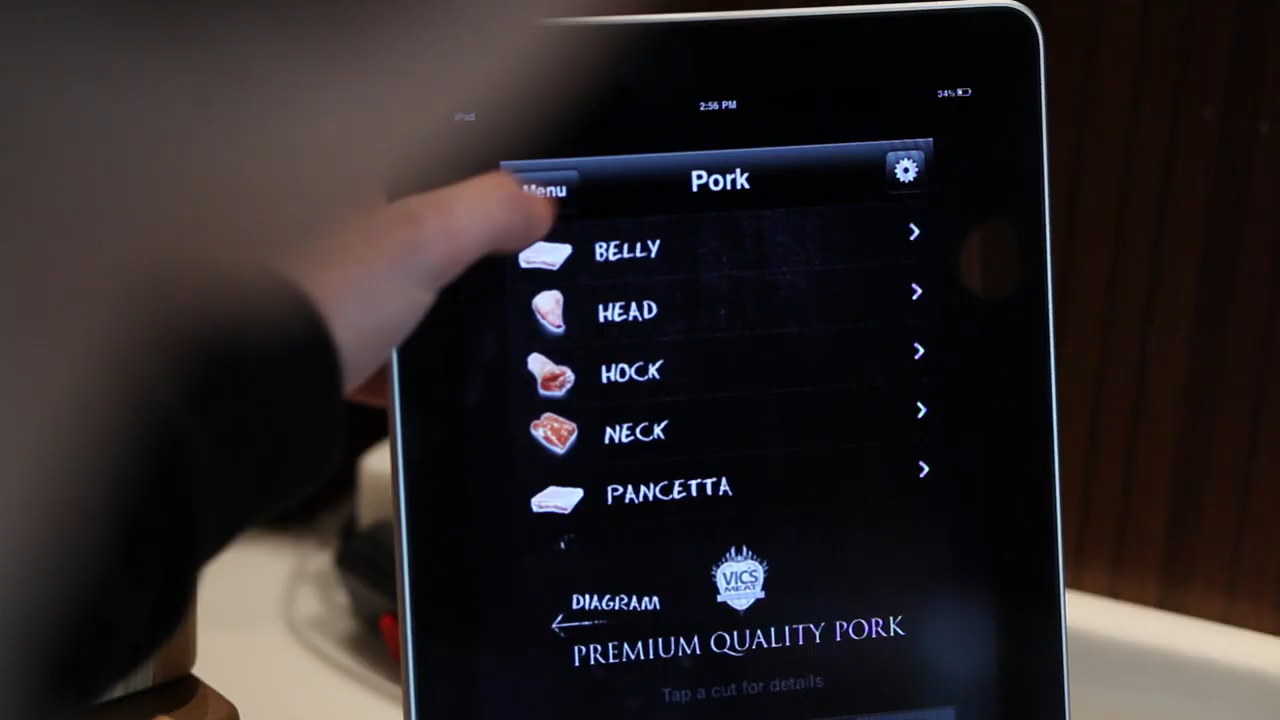 iPad 2:56 PM 34%
Menu Pork
BELLY
HEAD
HOCK
NECK
PANCETTA
VIC'S
MEAT
DIAGRAM
PREMIUM QUALITY PORK
Tap a cut for details